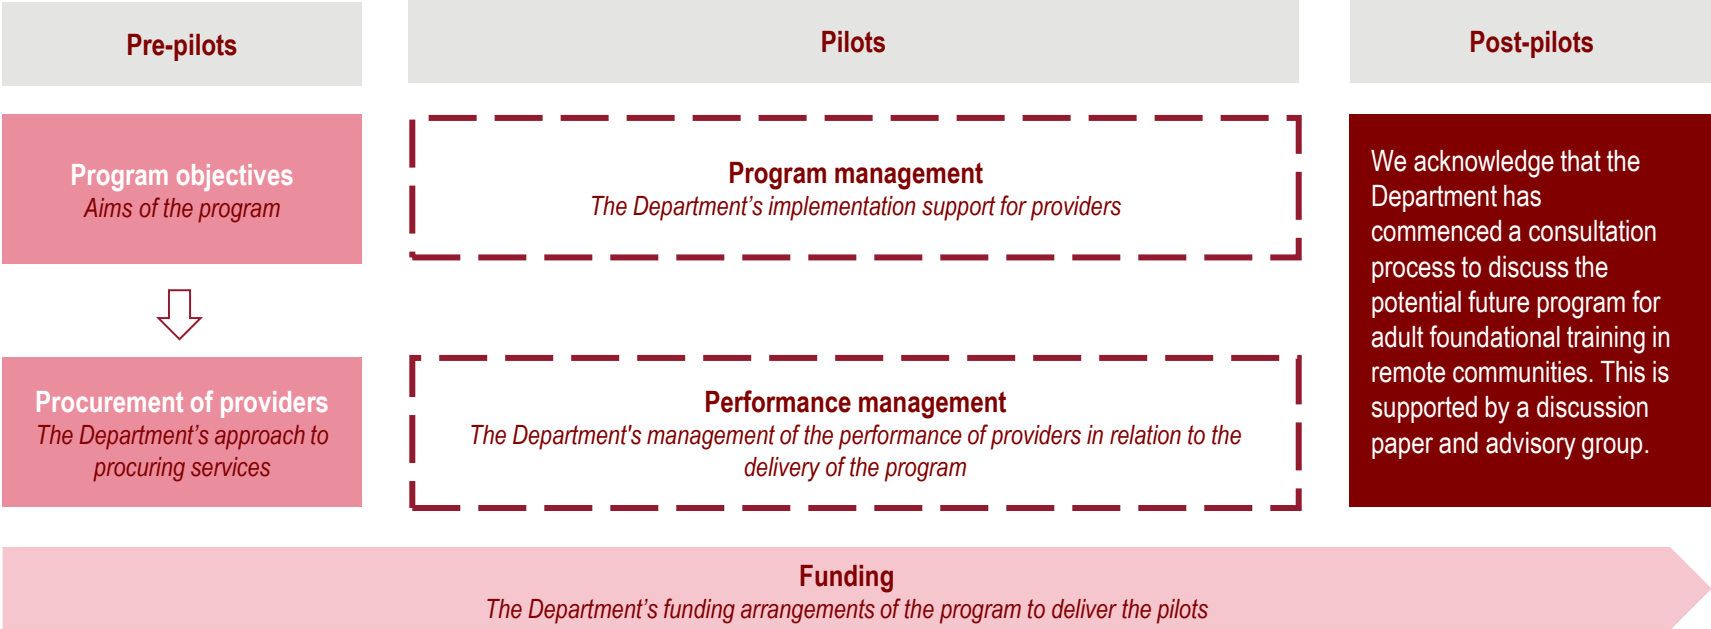 Pre-pilots
Pilots
Post-pilots
Program objectives
Aims of the program
Procurement of providers
The Department’s approach to
procuring services
Program management
The Department’s implementation support for providers
Performance management
The Department's management of the performance of providers in relation to the
delivery of the program
We acknowledge that the
Department has
commenced a consultation
process to discuss the
potential future program for
adult foundational training in
remote communities. This is
supported by a discussion
paper and advisory group.
Funding
The Department’s funding arrangements of the program to deliver the pilots